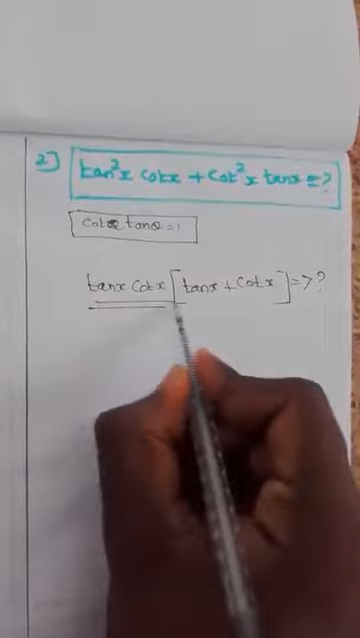 2] tan²x cotx + cot²x tanx = ?
cotθ tanθ = 1
tanx cotx [tanx + cotx] => ?